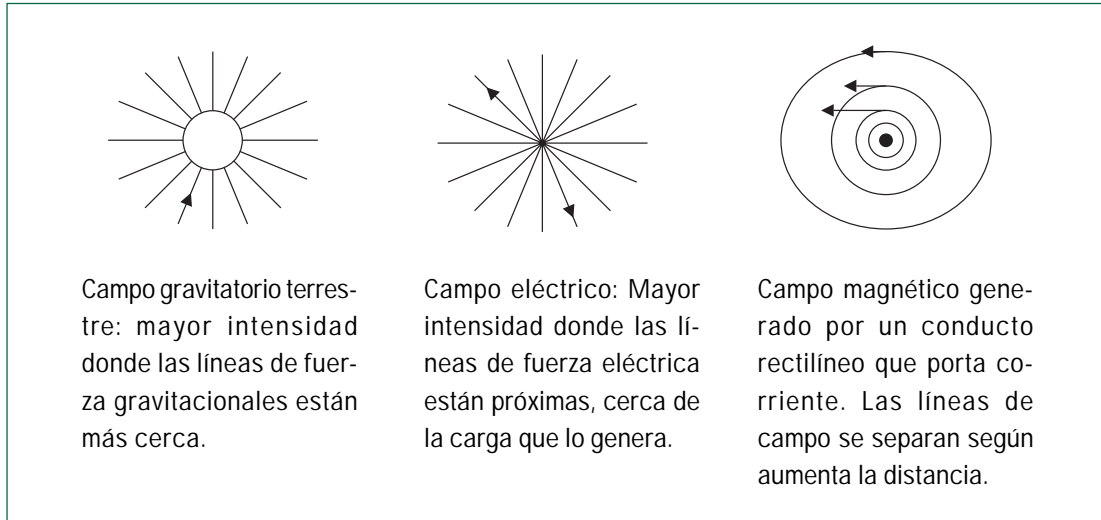 Campo gravitatorio terres-
tre: mayor intensidad
donde las líneas de fuer-
za gravitacionales están
más cerca.
Campo eléctrico: Mayor
intensidad donde las lí-
neas de fuerza eléctrica
están próximas, cerca de
la carga que lo genera.
Campo magnético gene-
rado por un conducto
rectilíneo que porta co-
rriente. Las líneas de
campo se separan según
aumenta la distancia.